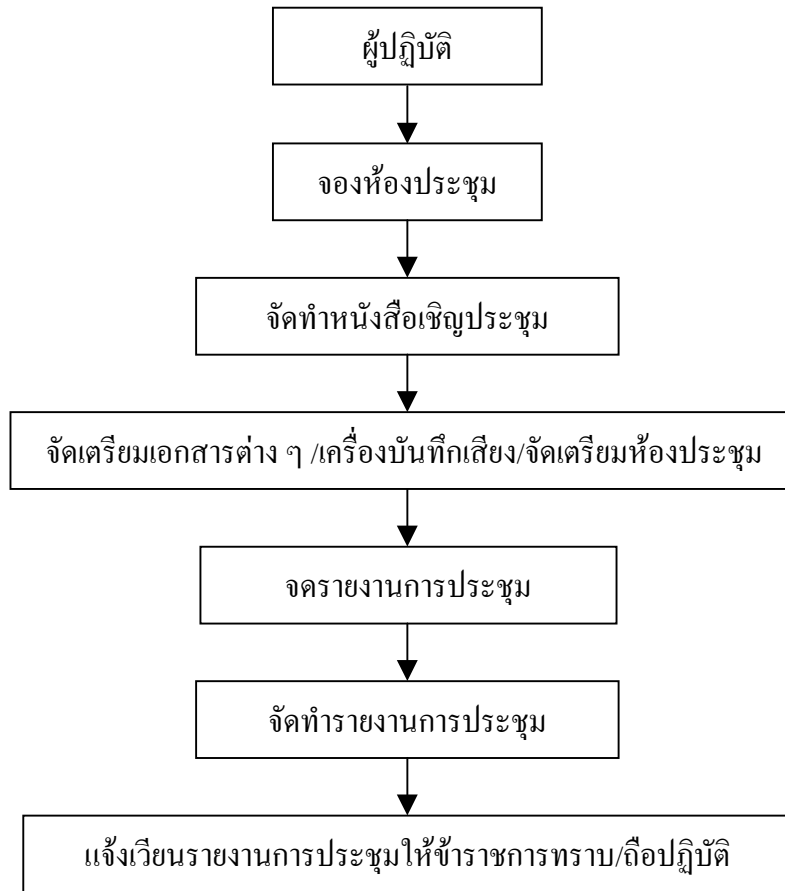 ผู้ปฏิบัติ
จองห้องประชุม
จัดทำหนังสือเชิญประชุม
จัดเตรียมเอกสารต่าง ๆ /เครื่องบันทึกเสียง/จัดเตรียมห้องประชุม
จดรายงานการประชุม
จัดทำรายงานการประชุม
แจ้งเวียนรายงานการประชุมให้ข้าราชการทราบ/ถือปฏิบัติ